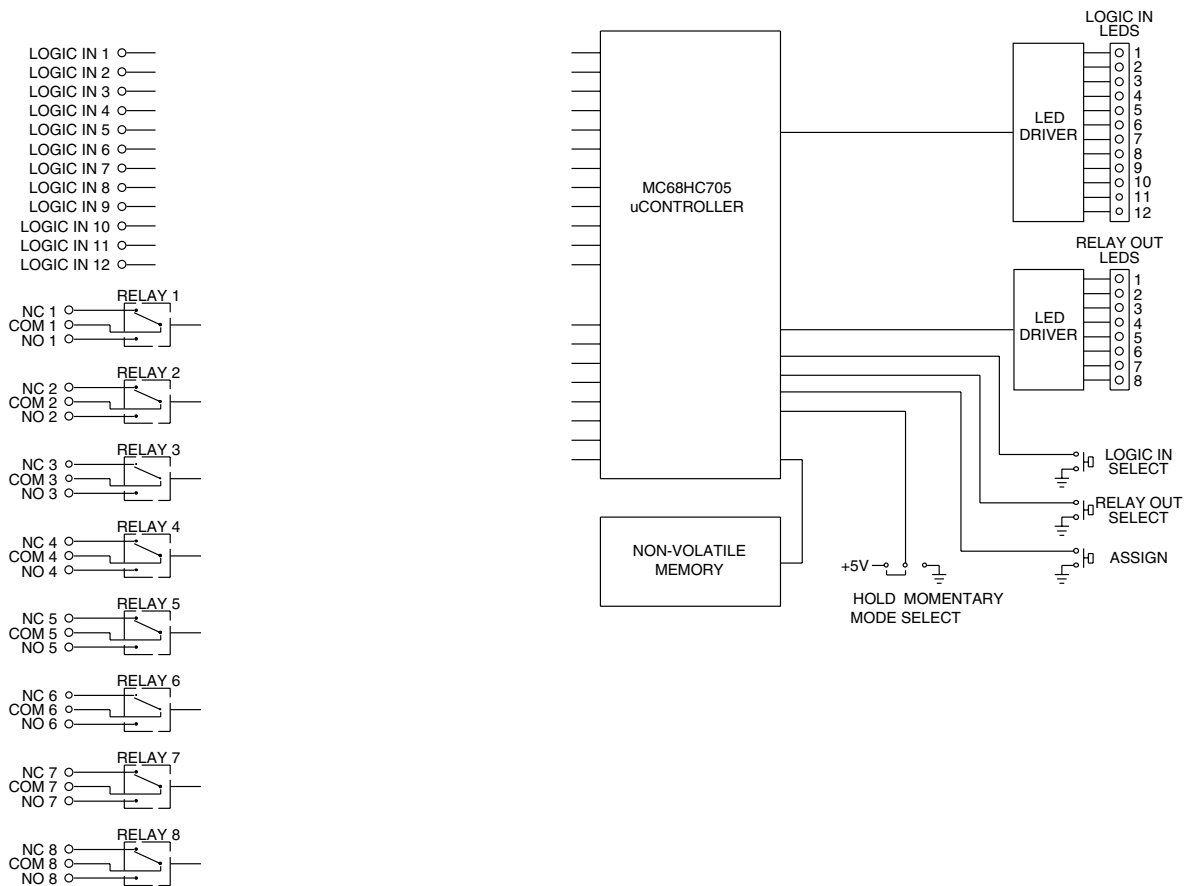 LOGIC IN 1
LOGIC IN 2
LOGIC IN 3
LOGIC IN 4
LOGIC IN 5
LOGIC IN 6
LOGIC IN 7
LOGIC IN 8
LOGIC IN 9
LOGIC IN 10
LOGIC IN 11
LOGIC IN 12
RELAY 1
NC 1
COM 1
NO 1
RELAY 2
NC 2
COM 2
NO 2
RELAY 3
NC 3
COM 3
NO 3
RELAY 4
NC 4
COM 4
NO 4
RELAY 5
NC 5
COM 5
NO 5
RELAY 6
NC 6
COM 6
NO 6
RELAY 7
NC 7
COM 7
NO 7
RELAY 8
NC 8
COM 8
NO 8
MC68HC705
uCONTROLLER
NON-VOLATILE
MEMORY
+5V
HOLD MOMENTARY
MODE SELECT
LOGIC IN
LEDS
LED
DRIVER
1
2
3
4
5
6
7
8
9
10
11
12
RELAY OUT
LEDS
LED
DRIVER
1
2
3
4
5
6
7
8
LOGIC IN
SELECT
RELAY OUT
SELECT
ASSIGN